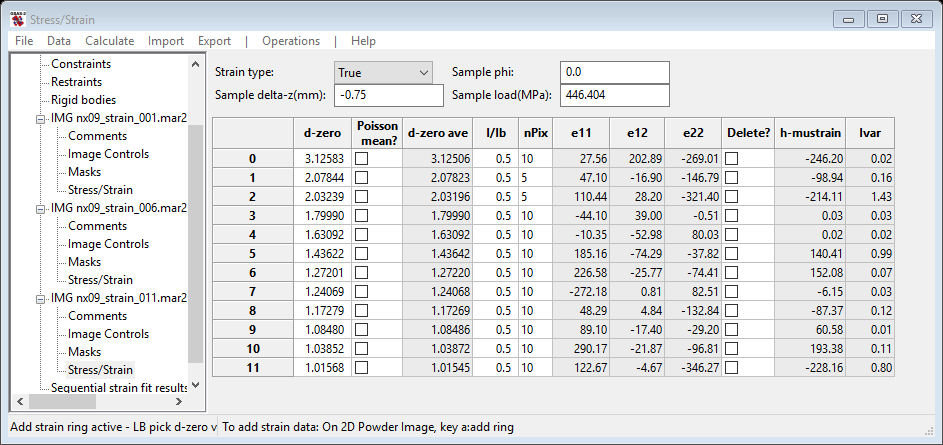 Stress/Strain
File Data Calculate Import Export | Operations | Help
Constraints
Restraints
Rigid bodies
IMG nx09_strain_001.mar2
Comments
Image Controls
Masks
Stress/Strain
IMG nx09_strain_006.mar2
Comments
Image Controls
Masks
Stress/Strain
IMG nx09_strain_011.mar2
Comments
Image Controls
Masks
Stress/Strain
Sequential strain fit results
Strain type: True Sample phi: 0.0
Sample delta-z(mm): -0.75 Sample load(MPa): 446.404
d-zero Poisson mean? d-zero ave I/Ib nPix e11 e12 e22 Delete? h-mustrain Ivar
0 3.12583 3.12506 0.5 10 27.56 202.89 -269.01 -246.20 0.02
1 2.07844 2.07823 0.5 5 47.10 -16.90 -146.79 -98.94 0.16
2 2.03239 2.03196 0.5 5 110.44 28.20 -321.40 -214.11 1.43
3 1.79990 1.79990 0.5 10 -44.10 39.00 -0.51 0.03 0.03
4 1.63092 1.63092 0.5 10 -10.35 -52.98 80.03 0.02 0.02
5 1.43622 1.43642 0.5 10 185.16 -74.29 -37.82 140.41 0.99
6 1.27201 1.27220 0.5 10 226.58 -25.77 -74.41 152.08 0.07
7 1.24069 1.24068 0.5 10 -272.18 0.81 82.51 -6.15 0.03
8 1.17279 1.17269 0.5 10 48.29 4.84 -132.84 -87.37 0.12
9 1.08480 1.08486 0.5 10 89.10 -17.40 -29.20 60.58 0.01
10 1.03852 1.03872 0.5 10 290.17 -21.87 -96.81 193.38 0.11
11 1.01568 1.01545 0.5 10 122.67 -4.67 -346.27 -228.16 0.80
Add strain ring active - LB pick d-zero v To add strain data: On 2D Powder Image, key a:add ring